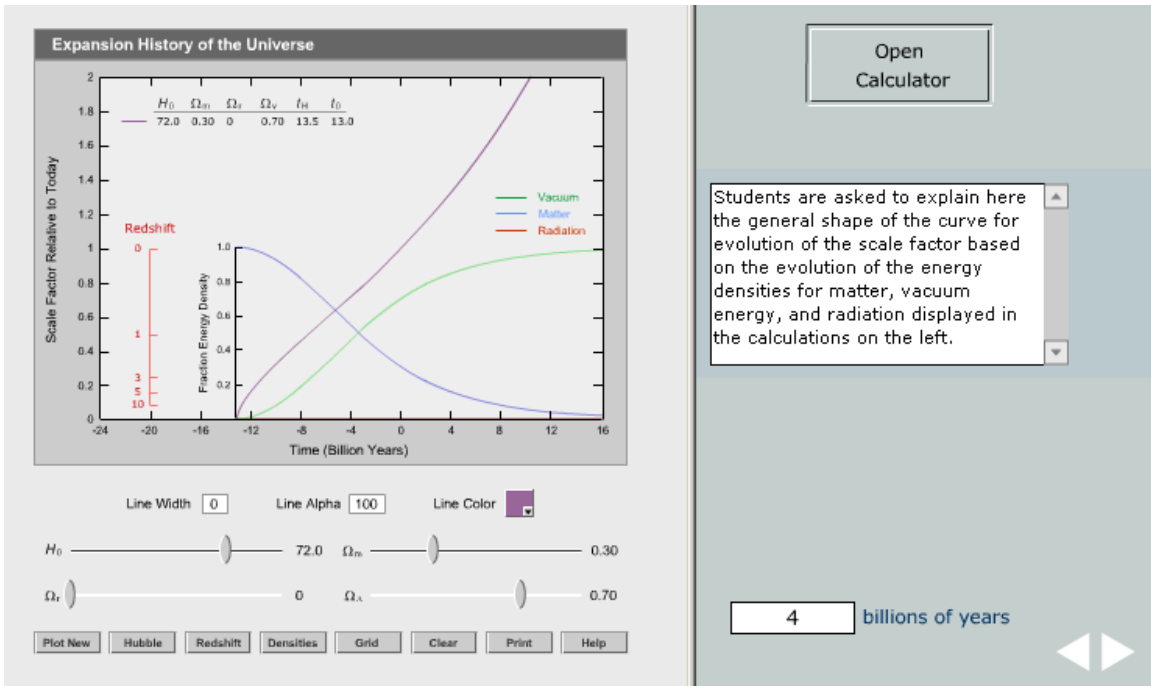 Expansion History of the Universe
2
1.8
1.6
1.4
1.2
1
0.8
0.6
0.4
0.2
0
Scale Factor Relative to Today
H₀ Ωm Ωr Ωv tH t₀
72.0 0.30 0 0.70 13.5 13.0
Vacuum
Matter
Radiation
Redshift
0
1
3
5
10
1.0
0.8
0.6
0.4
0.2
Fraction Energy Density
-24 -20 -16 -12 -8 -4 0 4 8 12 16
Time (Billion Years)
Line Width 0 Line Alpha 100 Line Color
H₀ 72.0 Ωm 0.30
Ωr 0 ΩΛ 0.70
Plot New Hubble Redshift Densities Grid Clear Print Help
Open
Calculator
Students are asked to explain here
the general shape of the curve for
evolution of the scale factor based
on the evolution of the energy
densities for matter, vacuum
energy, and radiation displayed in
the calculations on the left.
4 billions of years